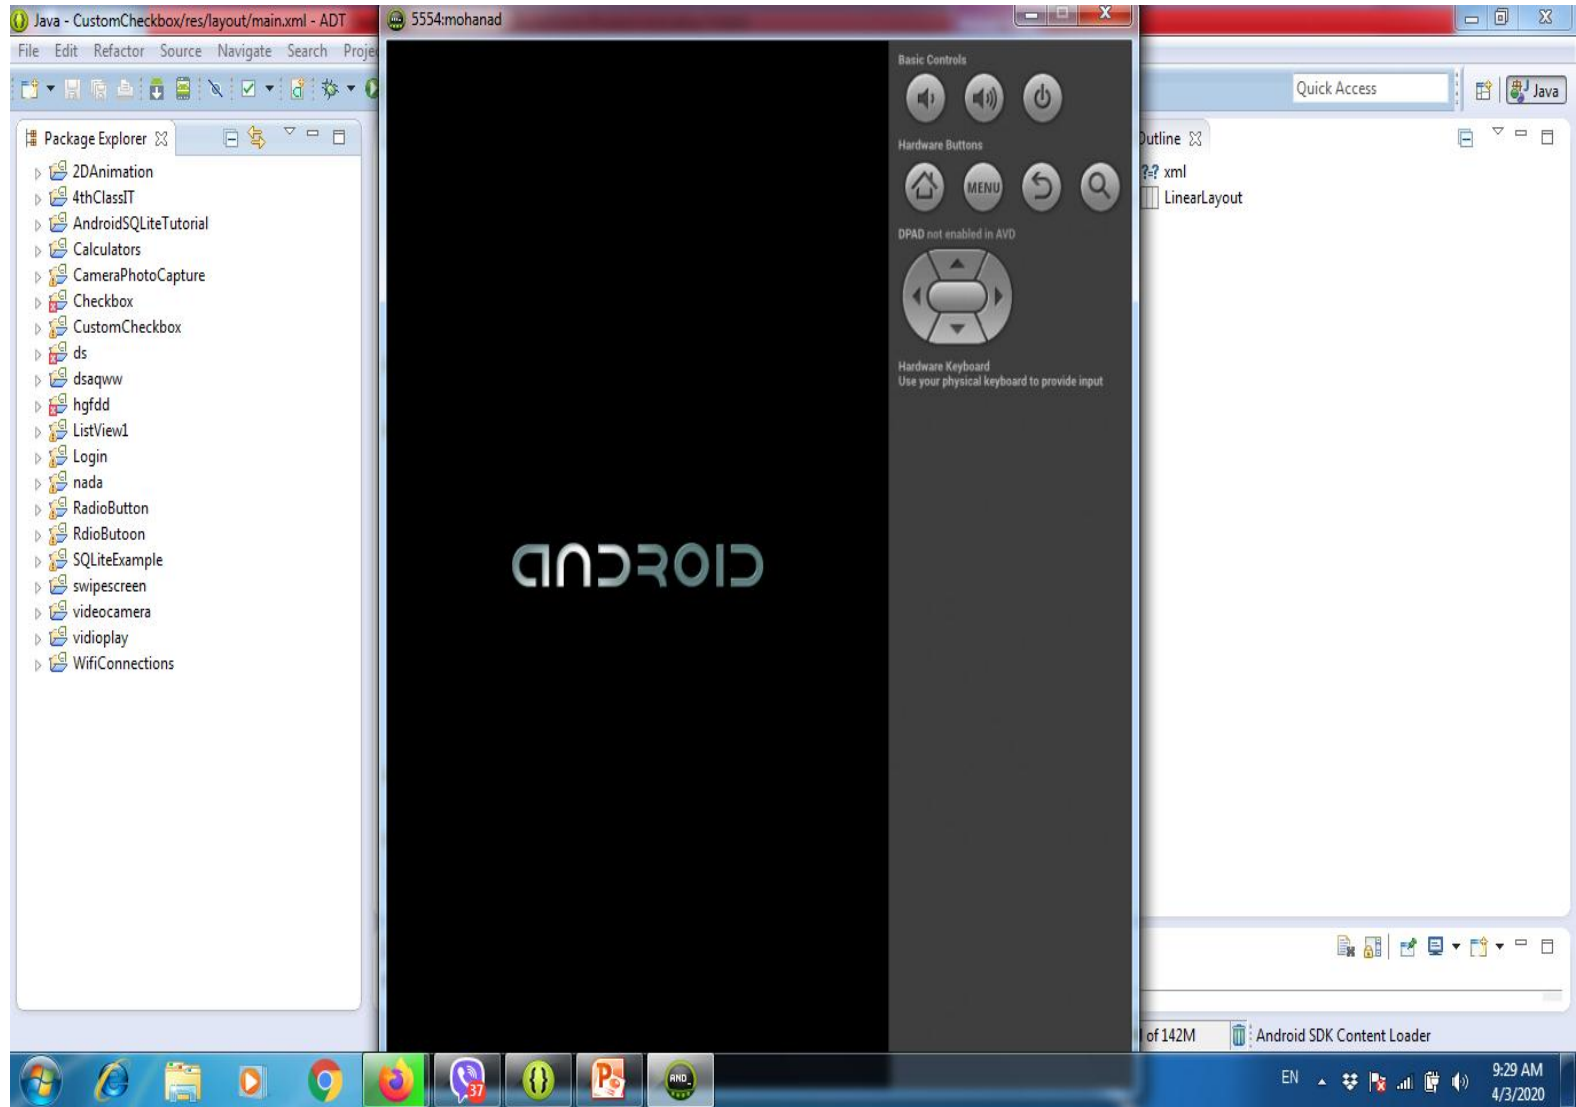 Java - CustomCheckbox/res/layout/main.xml - ADT
5554:mohanad
File Edit Refactor Source Navigate Search
Quick Access
Java
Package Explorer
2DAnimation
4thClassIT
AndroidSQLiteTutorial
Calculators
CameraPhotoCapture
Checkbox
CustomCheckbox
ds
dsaqww
hgfdd
ListView1
Login
nada
RadioButton
RdioButoon
SQLiteExample
swipescreen
videocamera
vidioplay
WifiConnections
ANDROID
Basic Controls
Hardware Buttons
MENU
DPAD not enabled in AVD
Hardware Keyboard
Use your physical keyboard to provide input
Outline
xml
LinearLayout
of 142M
Android SDK Content Loader
37
AND_
EN
9:29 AM
4/3/2020